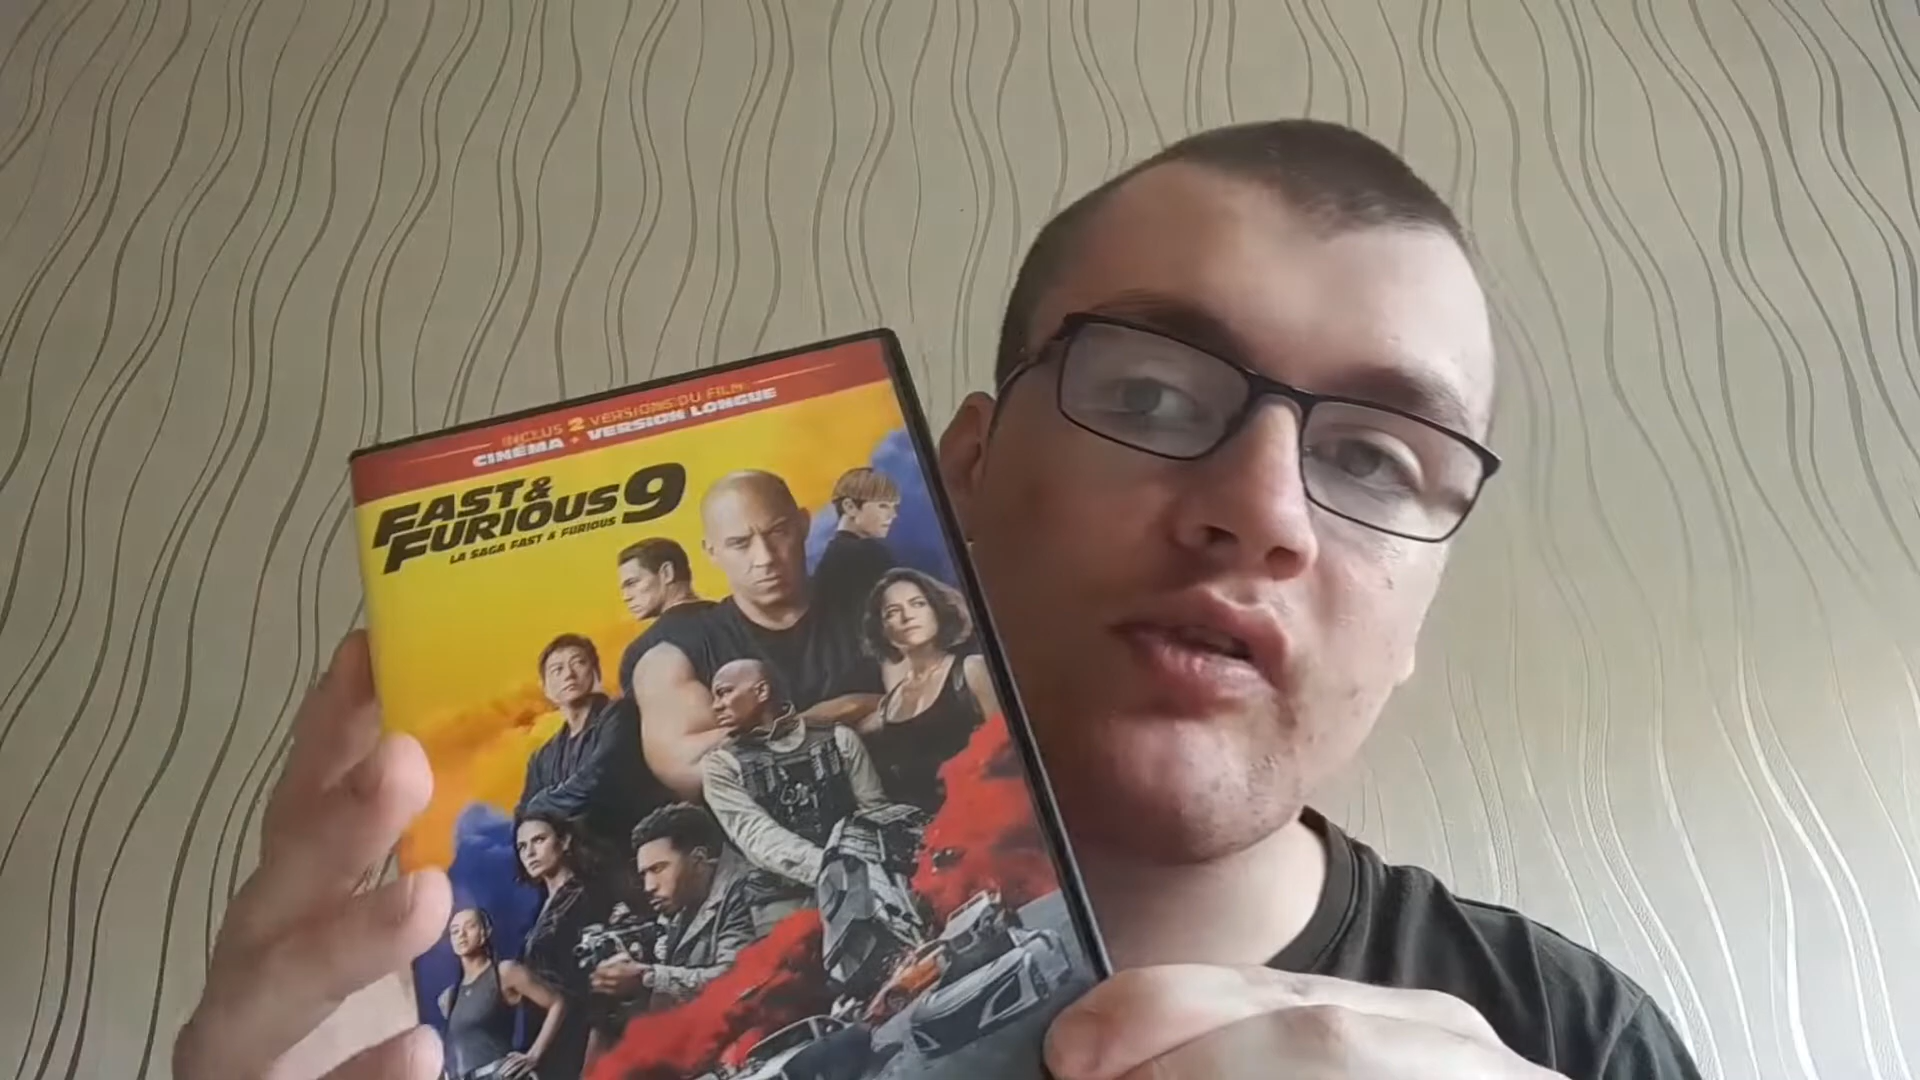 INCLUS 2 VERSIONS DU FILM:
CINÉMA + VERSION LONGUE
FAST &
FURIOUS 9
LA SAGA FAST & FURIOUS